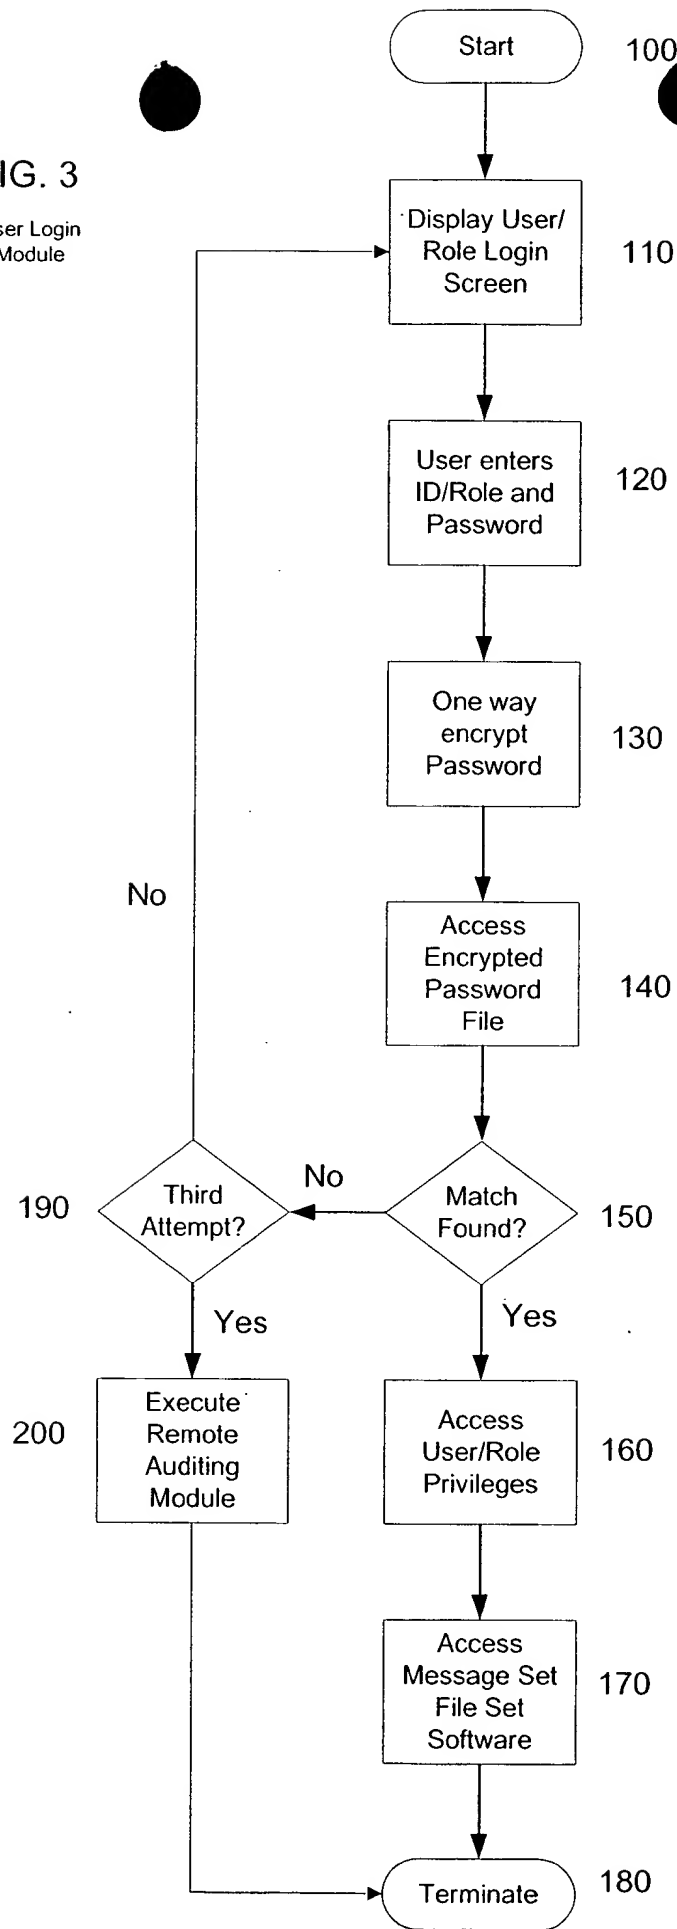 Start
100
IG. 3
ser Login
Module
Display User/
Role Login
Screen
110
User enters
ID/Role and
Password
120
One way
encrypt
Password
130
No
Access
Encrypted
Password
File
140
190
Third
Attempt?
No
Match
Found?
150
Yes
Yes
200
Execute
Remote
Auditing
Module
Access
User/Role
Privileges
160
Access
Message Set
File Set
Software
170
Terminate
180